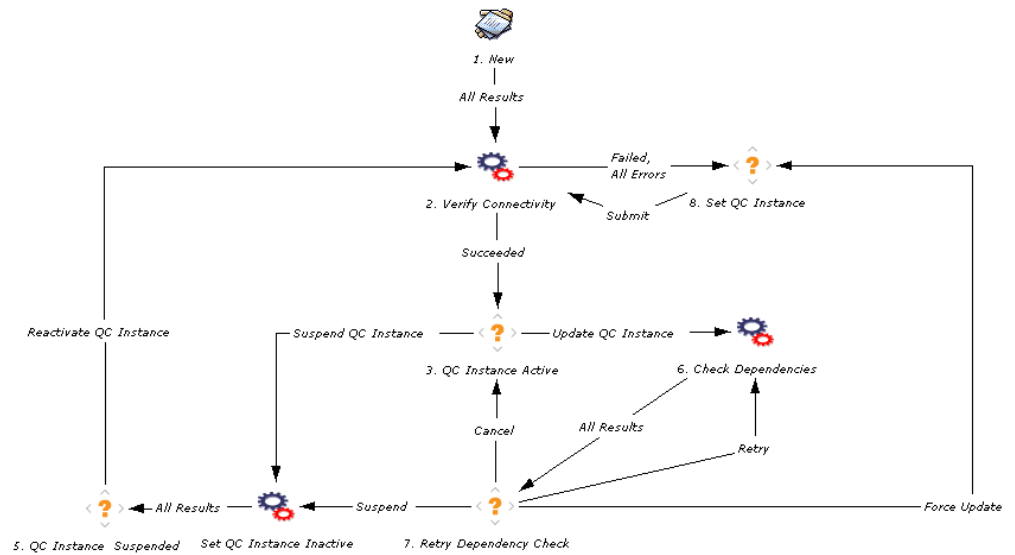 1. New
All Results
Failed,
All Errors
2. Verify Connectivity
8. Set QC Instance
Submit
Succeeded
Reactivate QC Instance
Suspend QC Instance
Update QC Instance
3. QC Instance Active
6. Check Dependencies
All Results
Cancel
Retry
All Results
Suspend
Force Update
5. QC Instance Suspended
Set QC Instance Inactive
7. Retry Dependency Check